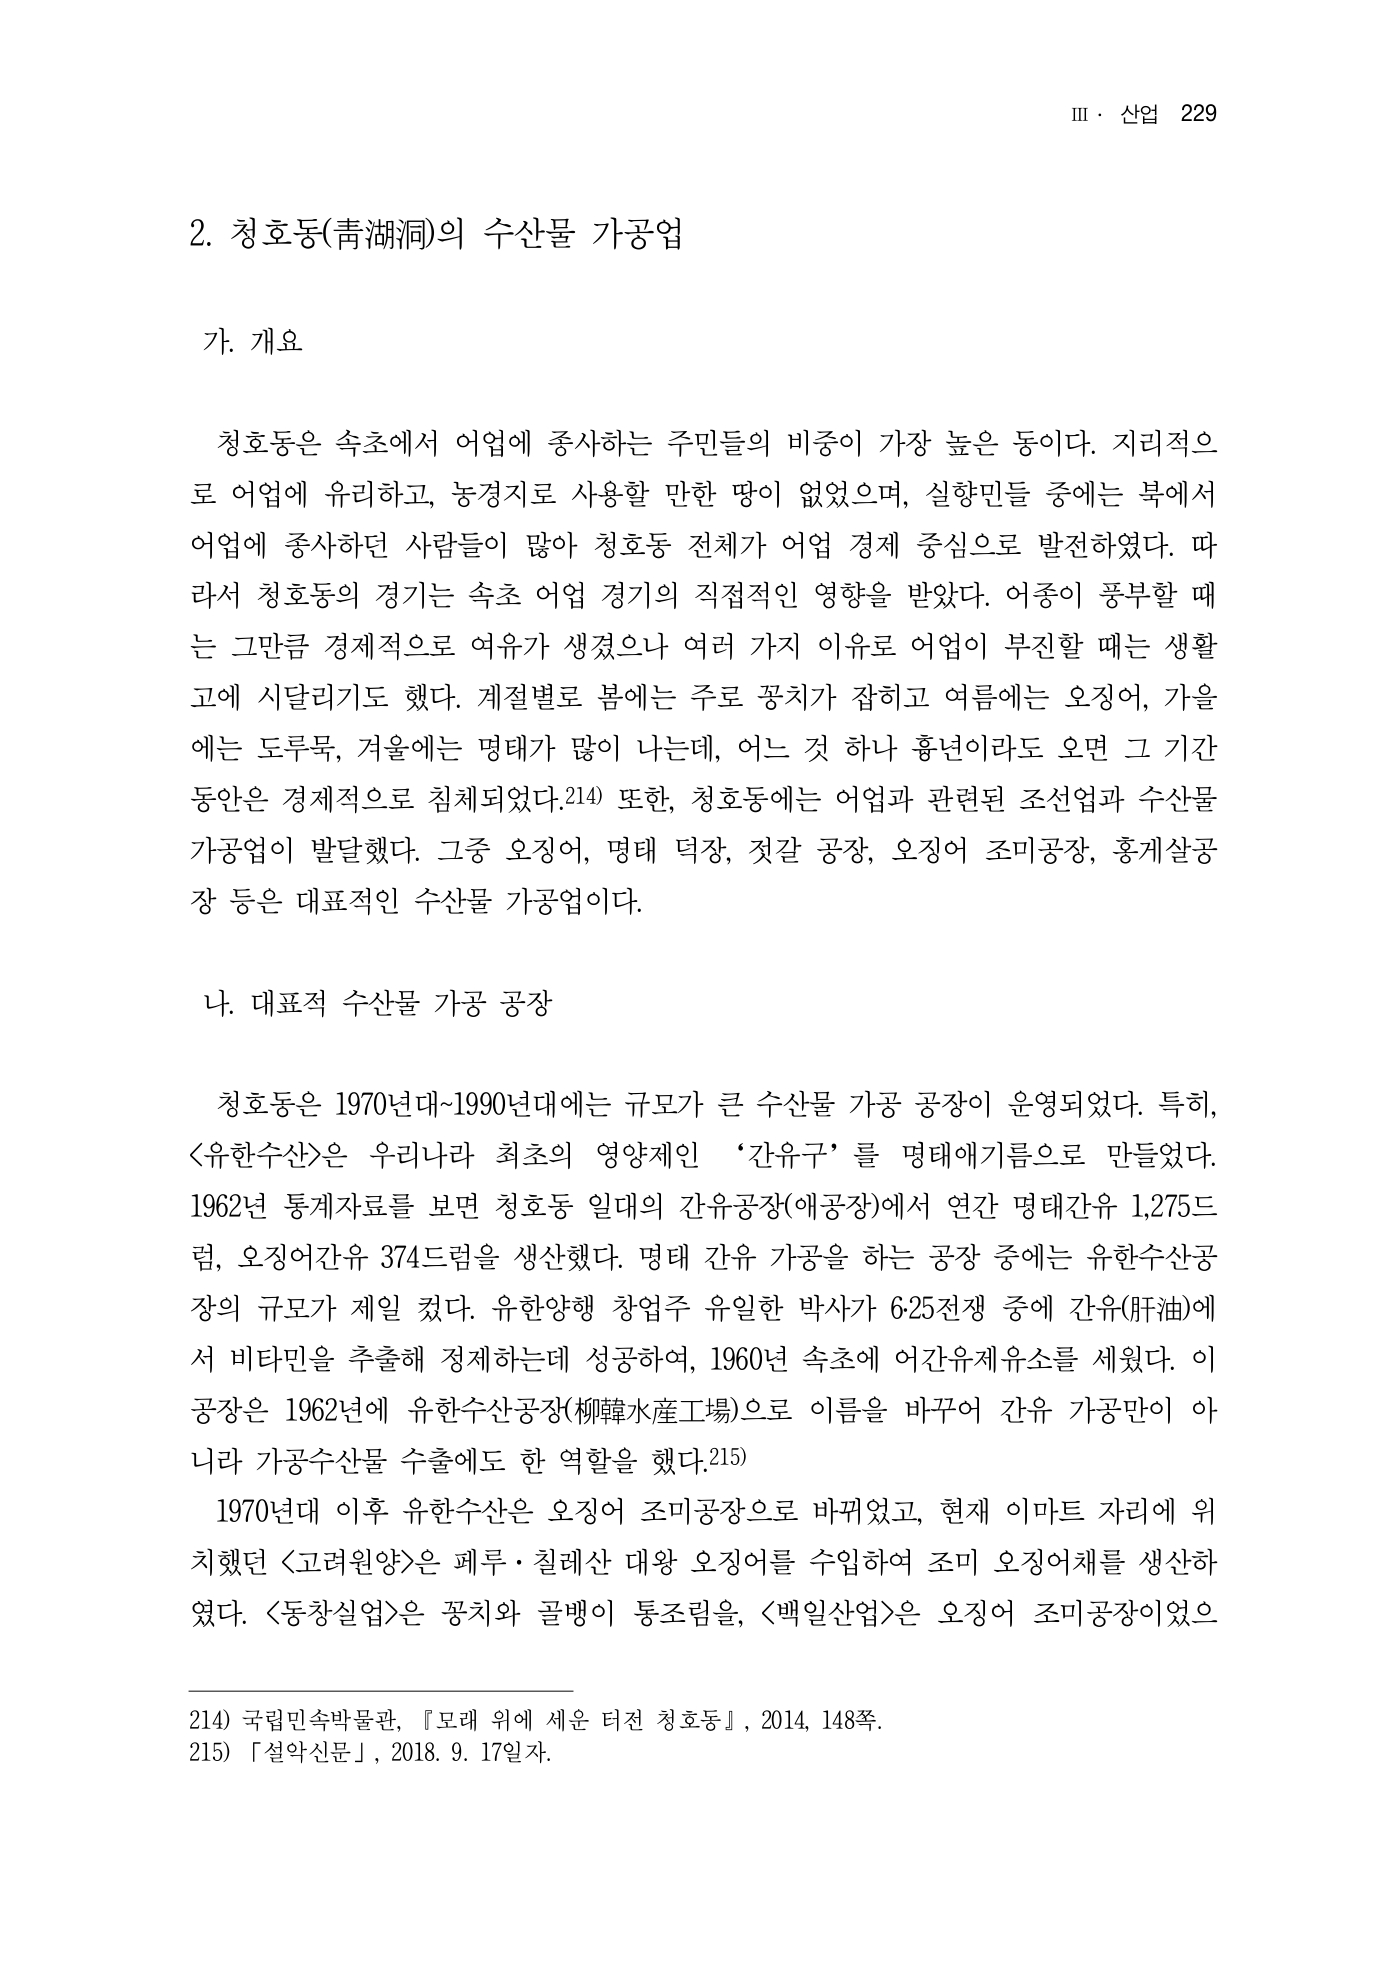 Ⅲ · 산업 229
2. 청호동(靑湖洞)의 수산물 가공업
가. 개요
청호동은 속초에서 어업에 종사하는 주민들의 비중이 가장 높은 동이다. 지리적으
로 어업에 유리하고, 농경지로 사용할 만한 땅이 없었으며, 실향민들 중에는 북에서
어업에 종사하던 사람들이 많아 청호동 전체가 어업 경제 중심으로 발전하였다. 따
라서 청호동의 경기는 속초 어업 경기의 직접적인 영향을 받았다. 어종이 풍부할 때
는 그만큼 경제적으로 여유가 생겼으나 여러 가지 이유로 어업이 부진할 때는 생활
고에 시달리기도 했다. 계절별로 봄에는 주로 꽁치가 잡히고 여름에는 오징어, 가을
에는 도루묵, 겨울에는 명태가 많이 나는데, 어느 것 하나 흉년이라도 오면 그 기간
동안은 경제적으로 침체되었다.214) 또한, 청호동에는 어업과 관련된 조선업과 수산물
가공업이 발달했다. 그중 오징어, 명태 덕장, 젓갈 공장, 오징어 조미공장, 홍게살공
장 등은 대표적인 수산물 가공업이다.
나. 대표적 수산물 가공 공장
청호동은 1970년대~1990년대에는 규모가 큰 수산물 가공 공장이 운영되었다. 특히,
<유한수산>은 우리나라 최초의 영양제인 ‘간유구’를 명태애기름으로 만들었다.
1962년 통계자료를 보면 청호동 일대의 간유공장(애공장)에서 연간 명태간유 1,275드
럼, 오징어간유 374드럼을 생산했다. 명태 간유 가공을 하는 공장 중에는 유한수산공
장의 규모가 제일 컸다. 유한양행 창업주 유일한 박사가 6·25전쟁 중에 간유(肝油)에
서 비타민을 추출해 정제하는데 성공하여, 1960년 속초에 어간유제유소를 세웠다. 이
공장은 1962년에 유한수산공장(柳韓水産工場)으로 이름을 바꾸어 간유 가공만이 아
니라 가공수산물 수출에도 한 역할을 했다.215)
1970년대 이후 유한수산은 오징어 조미공장으로 바뀌었고, 현재 이마트 자리에 위
치했던 <고려원양>은 페루·칠레산 대왕 오징어를 수입하여 조미 오징어채를 생산하
였다. <동창실업>은 꽁치와 골뱅이 통조림을, <백일산업>은 오징어 조미공장이었으
214) 국립민속박물관, 『모래 위에 세운 터전 청호동』, 2014, 148쪽.
215) 「설악신문」, 2018. 9. 17일자.